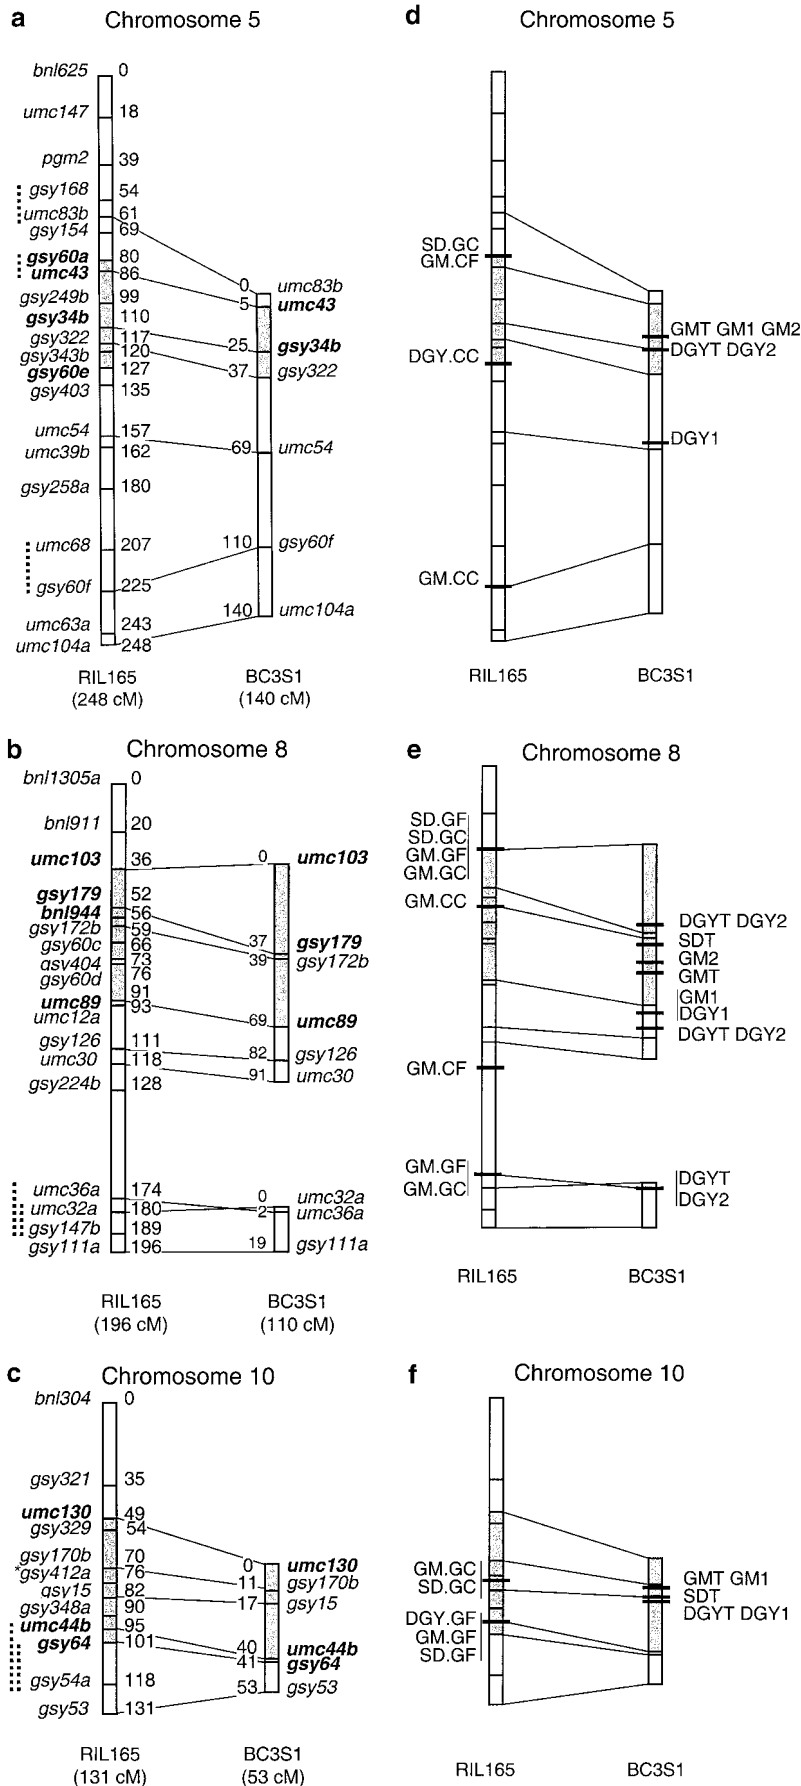 a Chromosome 5
bnl625 0
umc147 18
pgm2 39
gsy168 54
umc83b 61
gsy154 69
gsy60a 80
umc43 86
gsy249b 99
gsy34b 110
gsy322 117
gsy343b 120
gsy60e 127
gsy403 135
umc54 157
umc39b 162
gsy258a 180
umc68 207
gsy60f 225
umc63a 243
umc104a 248
0 umc83b
5 umc43
25 gsy34b
37 gsy322
69 umc54
110 gsy60f
140 umc104a
RIL165 BC3S1
(248 cM) (140 cM)
d Chromosome 5
SD.GC
GM.CF
DGY.CC
GM.CC
GMT GM1 GM2
DGYT DGY2
DGY1
RIL165 BC3S1
b Chromosome 8
bnl1305a 0
bnl911 20
umc103 36
gsy179 52
bnl944 56
gsy172b 59
gsy60c 66
gsy404 73
gsy60d 76
umc89 91
umc12a 93
gsy126 111
umc30 118
gsy224b 128
umc36a 174
umc32a 180
gsy147b 189
gsy111a 196
0 umc103
37 gsy179
39 gsy172b
69 umc89
82 gsy126
91 umc30
0 umc32a
2 umc36a
19 gsy111a
RIL165 BC3S1
(196 cM) (110 cM)
e Chromosome 8
SD.GF
SD.GC
GM.GF
GM.GC
GM.CC
GM.CF
GM.GF
GM.GC
DGYT DGY2
SDT
GM2
GMT
GM1
DGY1
DGYT DGY2
DGYT
DGY2
RIL165 BC3S1
c Chromosome 10
bnl304 0
gsy321 35
umc130 49
gsy329 54
gsy170b 70
*gsy412a 76
gsy15 82
gsy348a 90
umc44b 95
gsy64 101
gsy54a 118
gsy53 131
0 umc130
11 gsy170b
17 gsy15
40 umc44b
41 gsy64
53 gsy53
RIL165 BC3S1
(131 cM) (53 cM)
f Chromosome 10
GM.GC
SD.GC
DGY.GF
GM.GF
SD.GF
GMT GM1
SDT
DGYT DGY1
RIL165 BC3S1